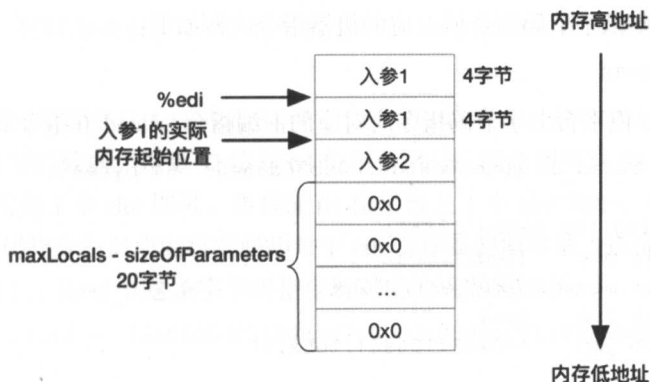 内存高地址
入参1
4字节
%edi
入参1
4字节
入参1的实际
内存起始位置
入参2
0x0
0x0
maxLocals - sizeOfParameters
20字节
...
0x0
内存低地址